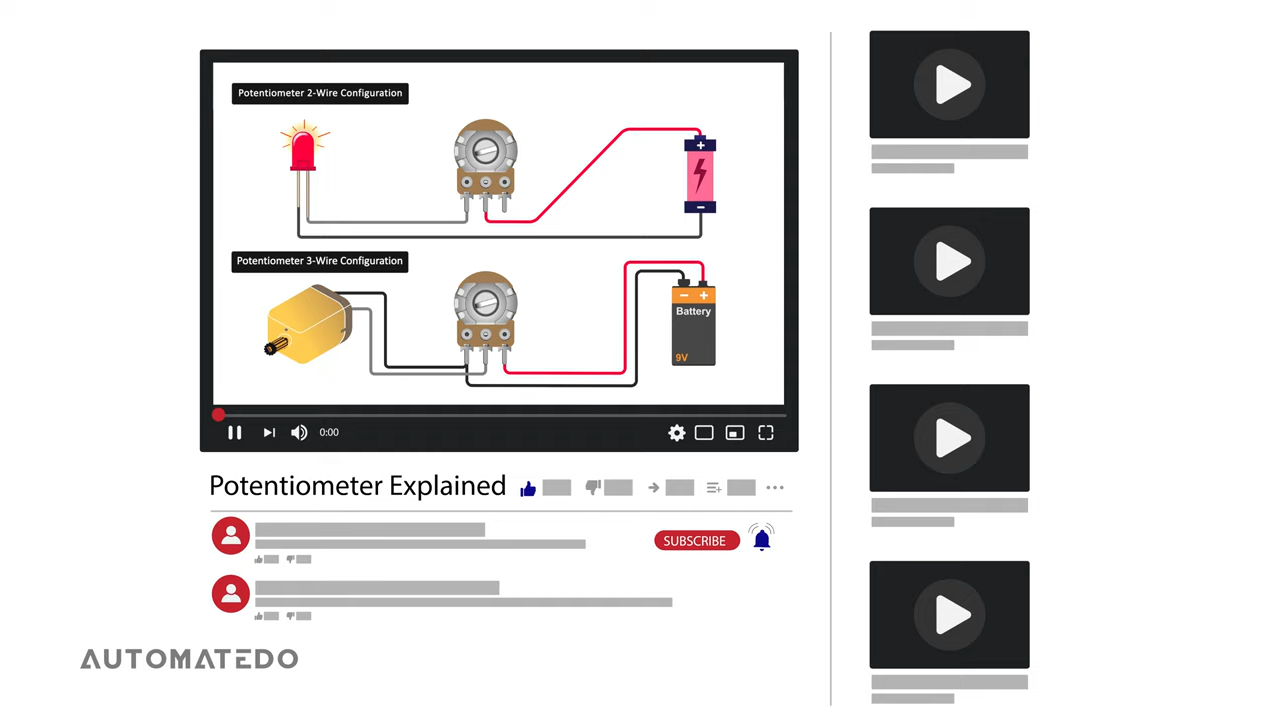 Potentiometer 2-Wire Configuration
+
-
Potentiometer 3-Wire Configuration
- +
Battery
9V
0:00
Potentiometer Explained
SUBSCRIBE
AUTOMATEDO